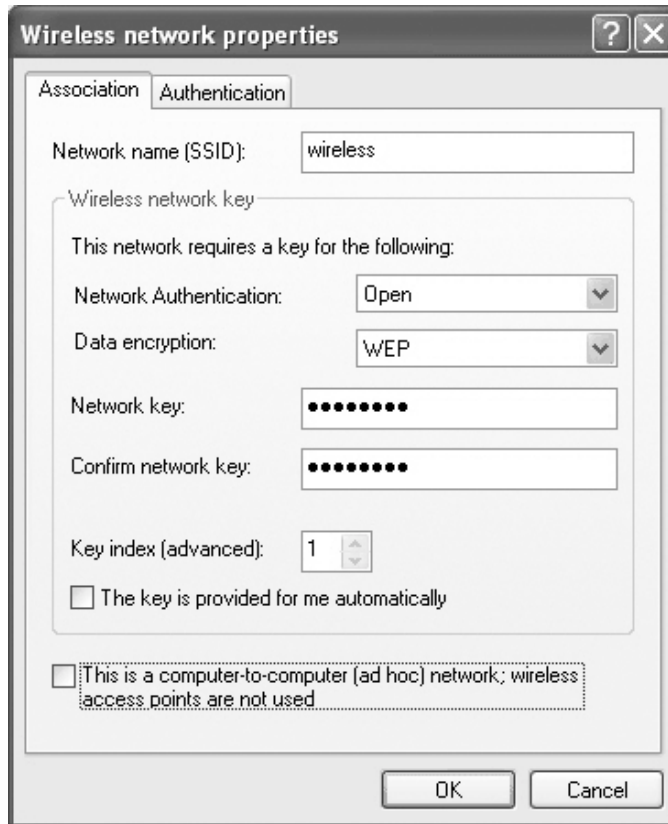 Wireless network properties
Association
Authentication
Network name (SSID):
wireless
Wireless network key
This network requires a key for the following:
Network Authentication:
Open
Data encryption:
WEP
Network key:
••••••••
Confirm network key:
••••••••
Key index (advanced):
1
The key is provided for me automatically
This is a computer-to-computer (ad hoc) network; wireless
access points are not used
OK
Cancel